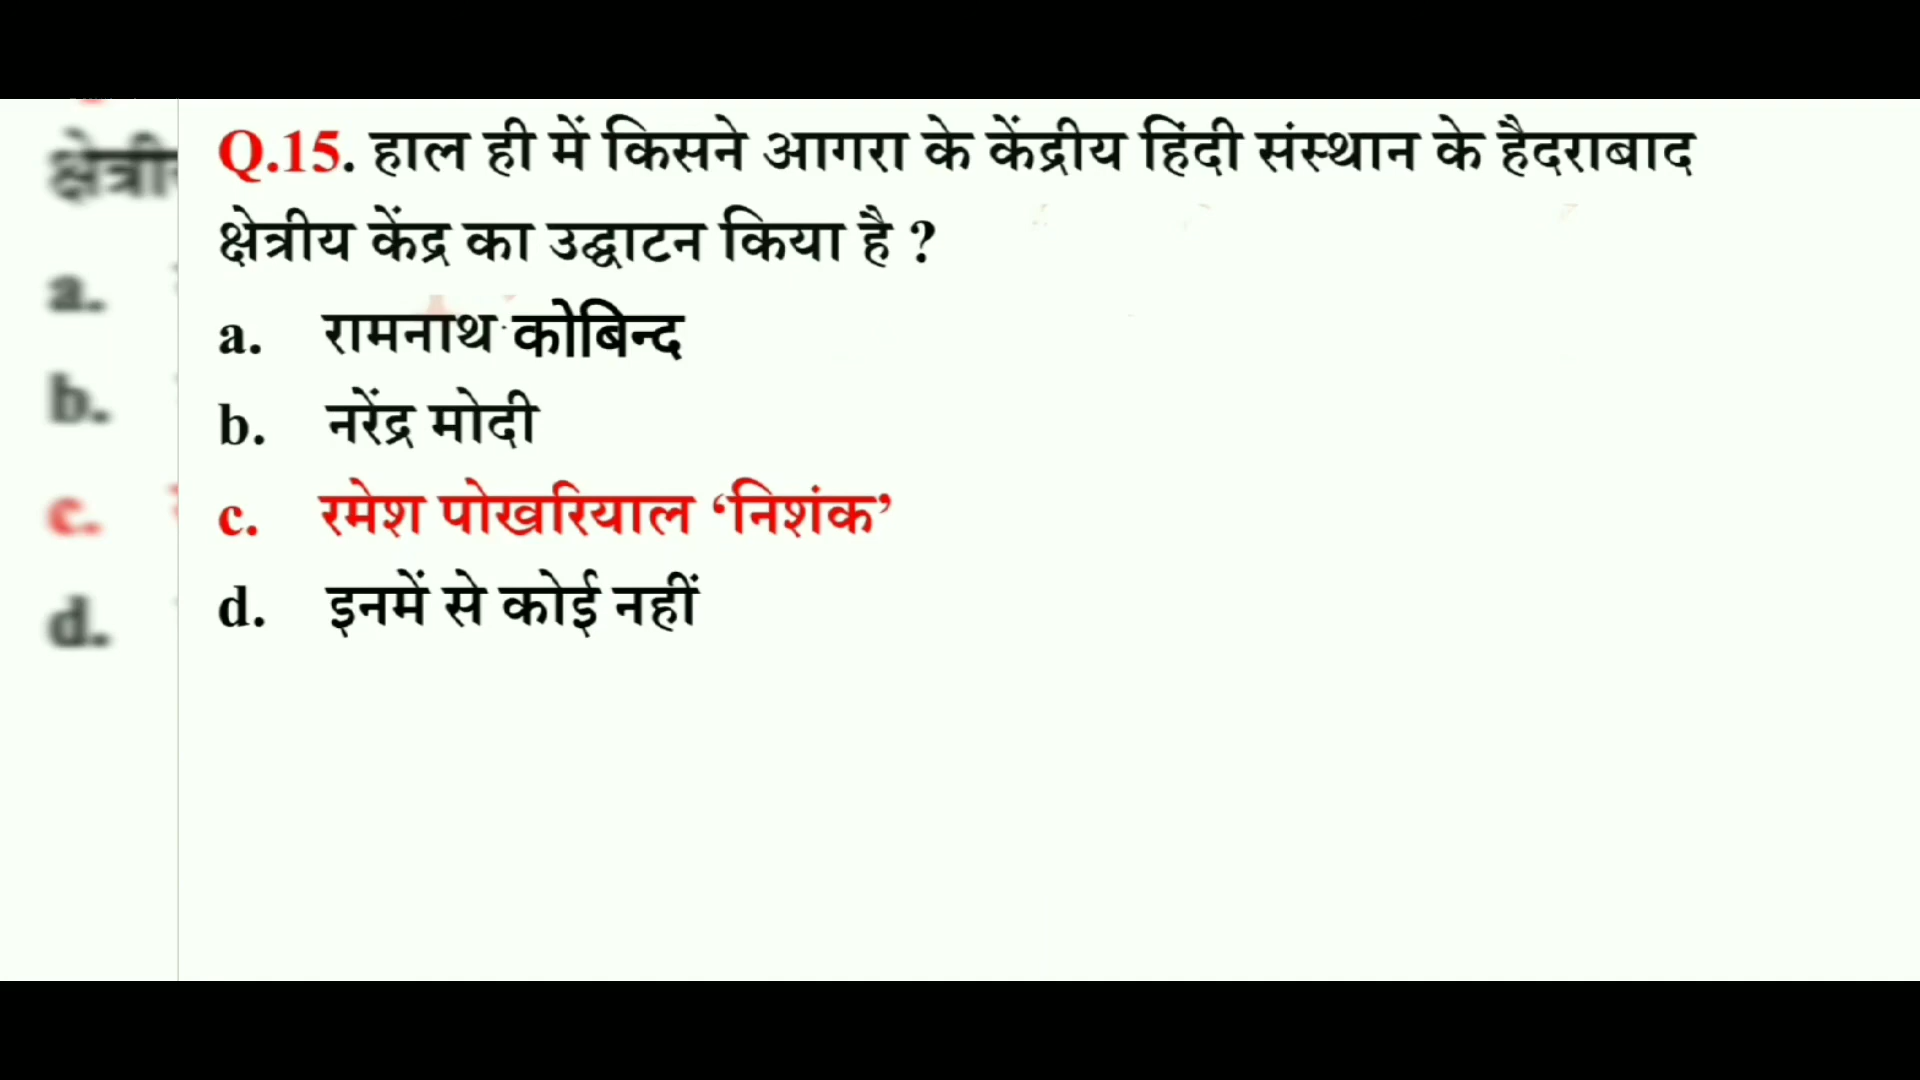 Q.15. हाल ही में किसने आगरा के केंद्रीय हिंदी संस्थान के हैदराबाद
क्षेत्रीय केंद्र का उद्घाटन किया है ?
a. रामनाथ कोबिन्द
b. नरेंद्र मोदी
c. रमेश पोखरियाल ‘निशंक’
d. इनमें से कोई नहीं
क्षेत्री
a.
b.
c.
d.